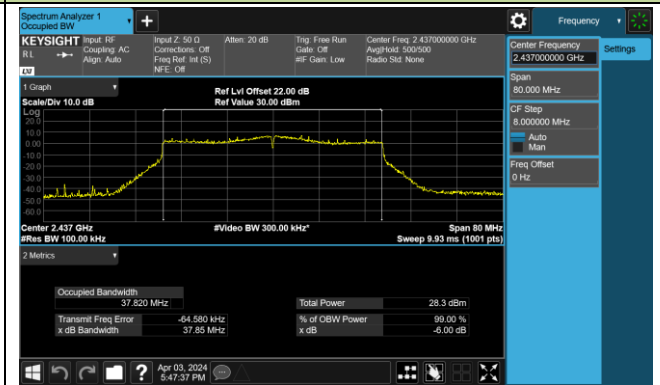 Spectrum Analyzer 1
Occupied BW
+
Frequency
KEYSIGHT
RL
LXI
Input: RF
Coupling: AC
Align: Auto
Input Z: 50 Ω
Corrections: Off
Freq Ref: Int (S)
NFE: Off
Atten: 20 dB
Trig: Free Run
Gate: Off
#IF Gain: Low
Center Freq: 2.437000000 GHz
Avg|Hold: 500/500
Radio Std: None
Center Frequency
2.437000000 GHz
Settings
Span
80.000 MHz
CF Step
8.000000 MHz
Auto
Man
Freq Offset
0 Hz
1 Graph
Scale/Div 10.0 dB
Ref Lvl Offset 22.00 dB
Ref Value 30.00 dBm
Log
20.0
10.0
0.00
-10.0
-20.0
-30.0
-40.0
-50.0
-60.0
Center 2.437 GHz
#Res BW 100.00 kHz
#Video BW 300.00 kHz*
Span 80 MHz
Sweep 9.93 ms (1001 pts)
2 Metrics
Occupied Bandwidth
37.820 MHz
Total Power 28.3 dBm
Transmit Freq Error -64.580 kHz
% of OBW Power 99.00 %
x dB Bandwidth 37.85 MHz
x dB -6.00 dB
?
Apr 03, 2024
5:47:37 PM